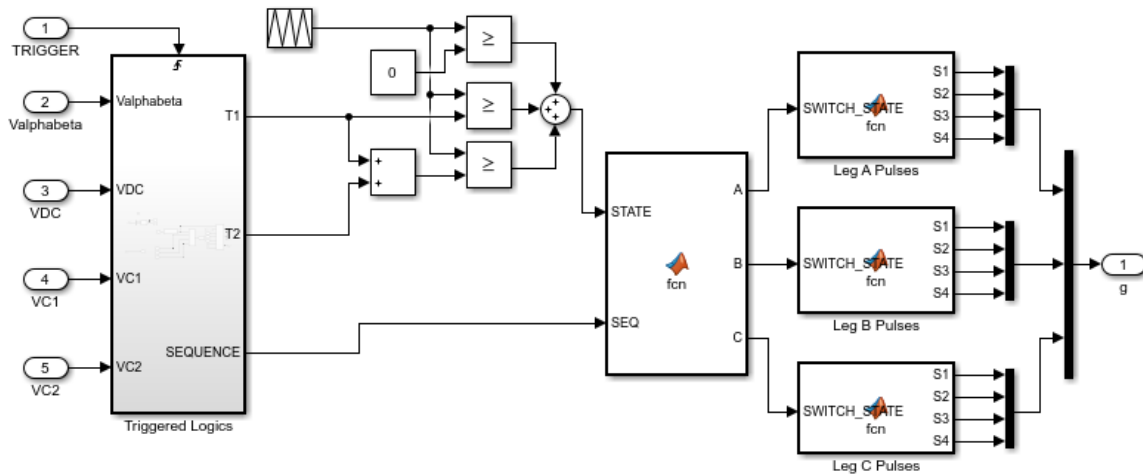 1
TRIGGER
2
Valphabeta
3
VDC
4
VC1
5
VC2
Valphabeta
VDC
VC1
VC2
T1
T2
SEQUENCE
Triggered Logics
0
≥
≥
≥
+
+
+
+
+
STATE
SEQ
fcn
A
B
C
SWITCH_STATE
fcn
S1
S2
S3
S4
Leg A Pulses
SWITCH_STATE
fcn
S1
S2
S3
S4
Leg B Pulses
SWITCH_STATE
fcn
S1
S2
S3
S4
Leg C Pulses
1
g